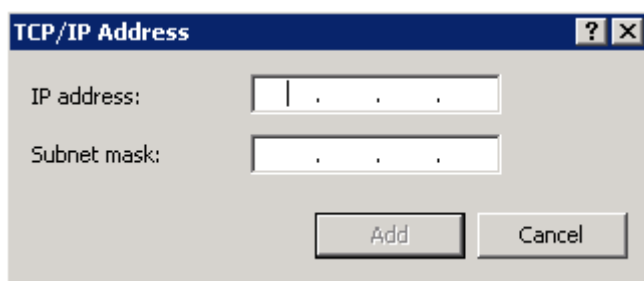 TCP/IP Address
IP address: . . .
Subnet mask: . . .
Add Cancel